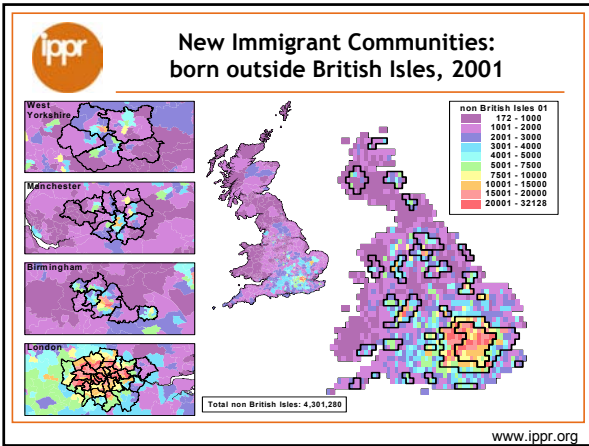 ippr
New Immigrant Communities:
born outside British Isles, 2001
West
Yorkshire
Manchester
Birmingham
London
non British Isles 01
172 - 1000
1001 - 2000
2001 - 3000
3001 - 4000
4001 - 5000
5001 - 7500
7501 - 10000
10001 - 15000
15001 - 20000
20001 - 32128
Total non British Isles: 4,301,280
www.ippr.org